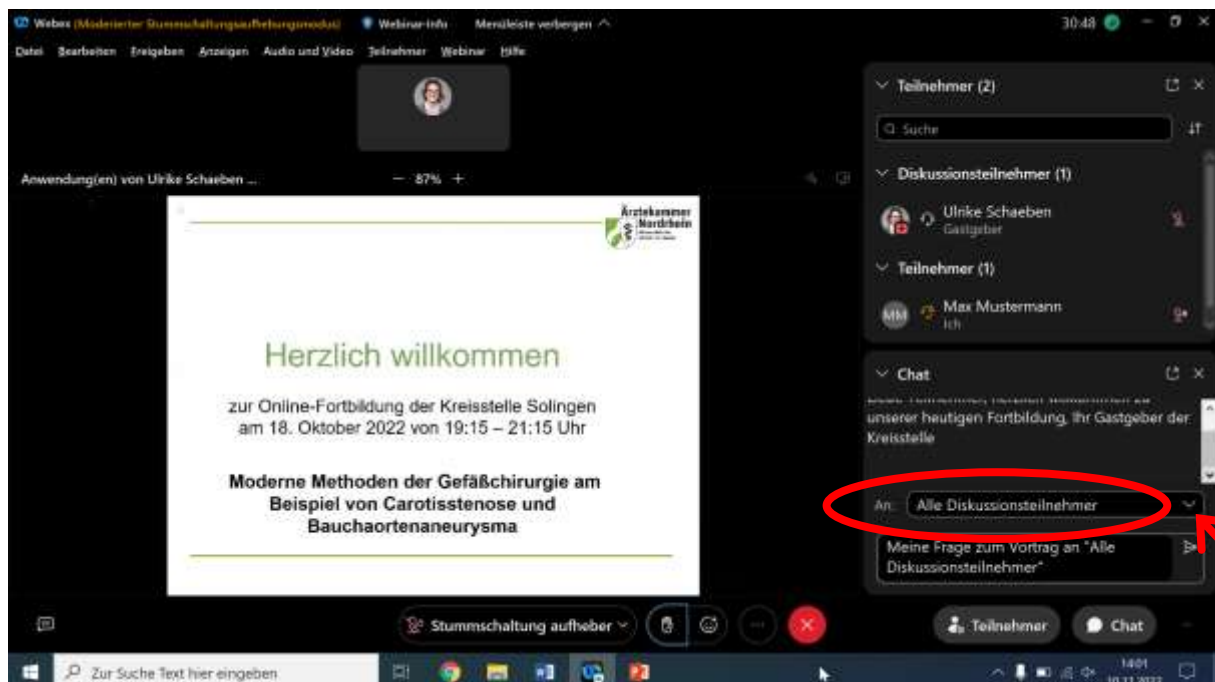 Webex (Moderierter Stummschaltungsaufhebungsmodus) Webinar-Info Menüleiste verbergen 30:48
Datei Bearbeiten Freigeben Anzeigen Audio und Video Teilnehmer Webinar Hilfe
Anwendung(en) von Ulrike Schaeben ... − 87% +
Ärztekammer
Nordrhein
Herzlich willkommen
zur Online-Fortbildung der Kreisstelle Solingen
am 18. Oktober 2022 von 19:15 – 21:15 Uhr
Moderne Methoden der Gefäßchirurgie am
Beispiel von Carotisstenose und
Bauchaortenaneurysma
Teilnehmer (2)
Suche
Diskussionsteilnehmer (1)
Ulrike Schaeben
Gastgeber
Teilnehmer (1)
MM Max Mustermann
Ich
Chat
unserer heutigen Fortbildung, Ihr Gastgeber der
Kreisstelle
An: Alle Diskussionsteilnehmer
Meine Frage zum Vortrag an "Alle
Diskussionsteilnehmer"
Stummschaltung aufheber
Teilnehmer Chat
Zur Suche Text hier eingeben
14:01